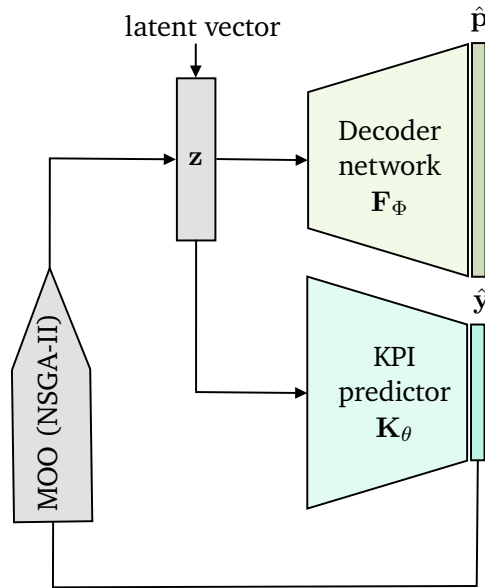 latent vector
p̂
z
Decoder
network
F_Φ
ŷ
KPI
predictor
K_θ
MOO (NSGA-II)